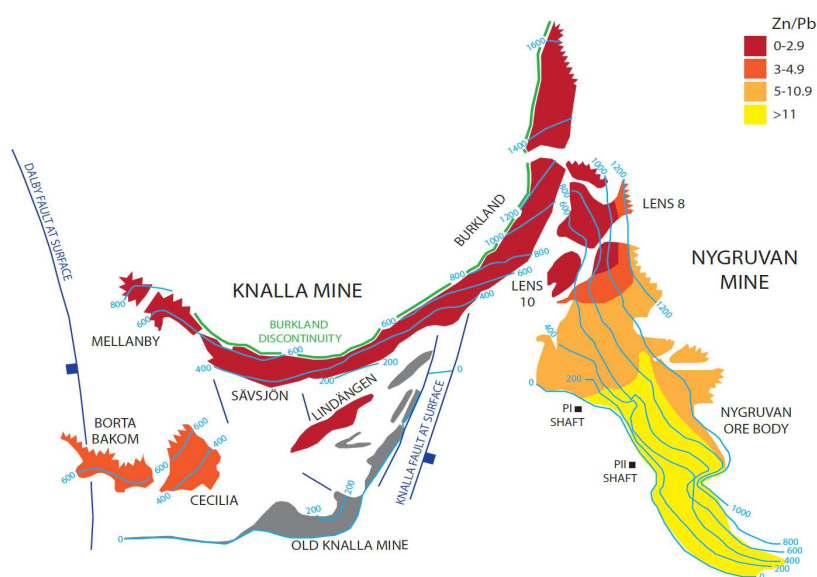 Zn/Pb
0-2.9
3-4.9
5-10.9
>11
1600
1400
DALBY FAULT AT SURFACE
BURKLAND
1200
1000
800
600
400
1000
1200
800
600
LENS 8
KNALLA MINE
NYGRUVAN
MINE
LENS
10
1200
800
600
MELLANBY
BURKLAND
DISCONTINUITY
600
600
400
200
200
0
400
SÄVSJÖN
LINDÄNGEN
KNALLA FAULT AT SURFACE
400
200
0
PI
SHAFT
NYGRUVAN
ORE BODY
BORTA
BAKOM
600
600
400
600
400
CECILIA
PII
SHAFT
200
200
0
OLD KNALLA MINE
1000
800
600
400
200
0